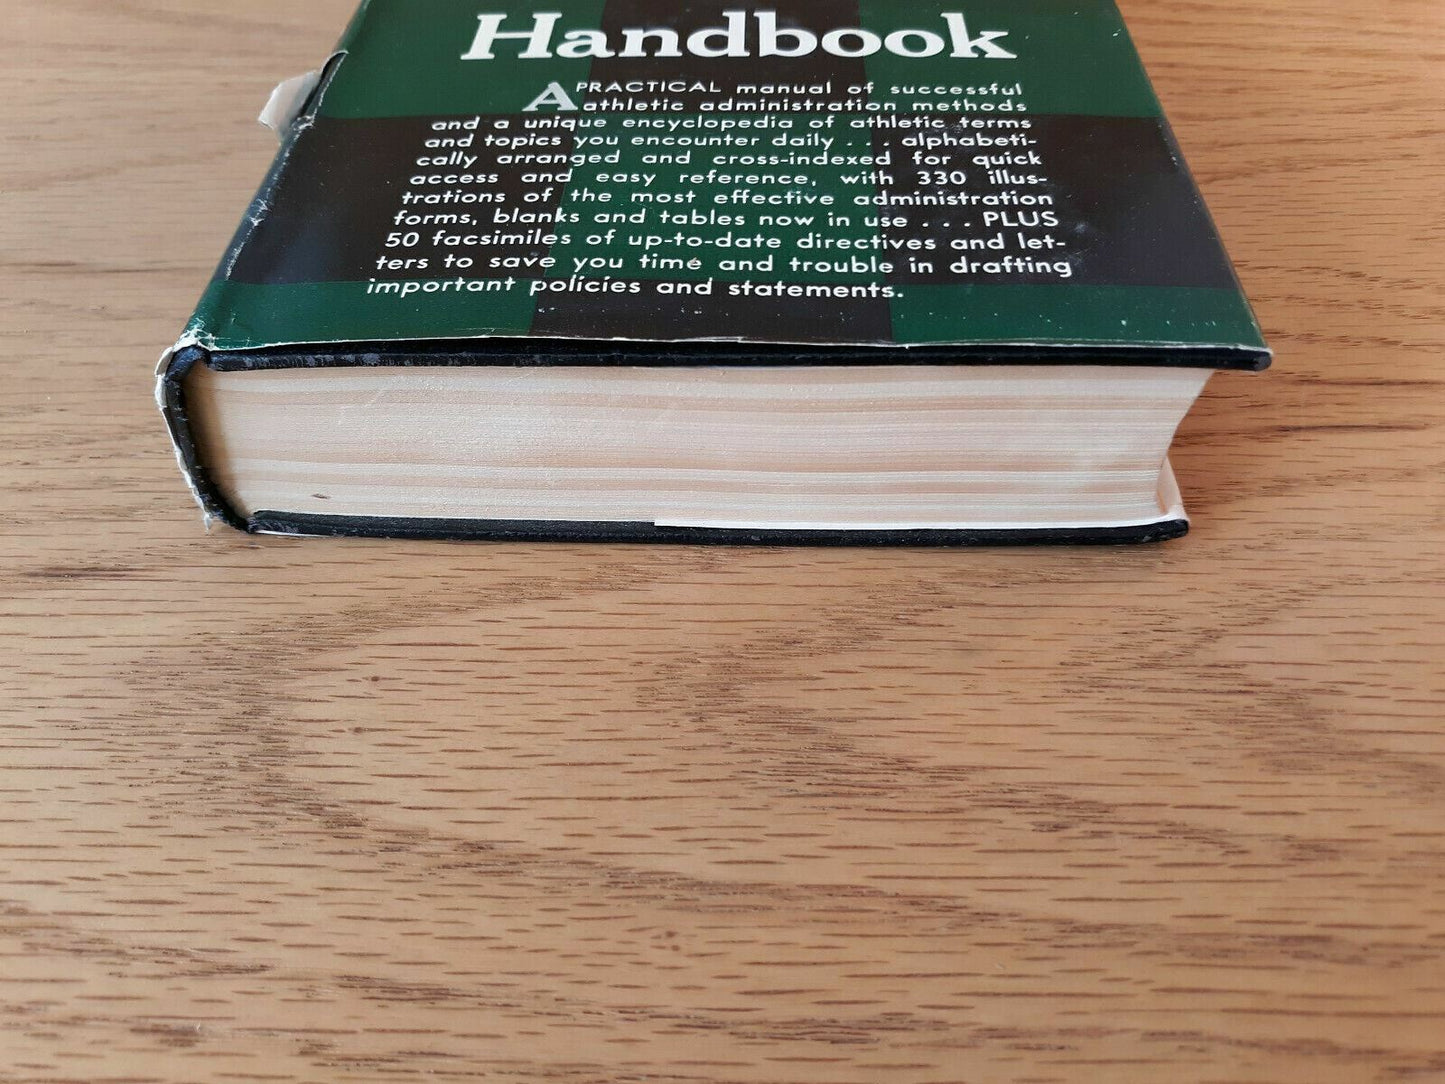 Handbook
A PRACTICAL manual of successful
athletic administration methods
and a unique encyclopedia of athletic terms
and topics you encounter daily . . . alphabeti-
cally arranged and cross-indexed for quick
access and easy reference, with 330 illus-
trations of the most effective administration
forms, blanks and tables now in use . . . PLUS
50 facsimiles of up-to-date directives and let-
ters to save you time and trouble in drafting
important policies and statements.